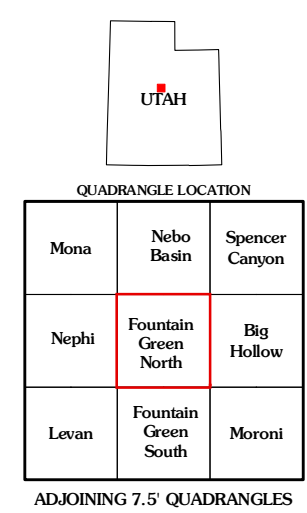 UTAH
QUADRANGLE LOCATION
Mona
Nebo
Basin
Spencer
Canyon
Nephi
Fountain
Green
North
Big
Hollow
Levan
Fountain
Green
South
Moroni
ADJOINING 7.5' QUADRANGLES